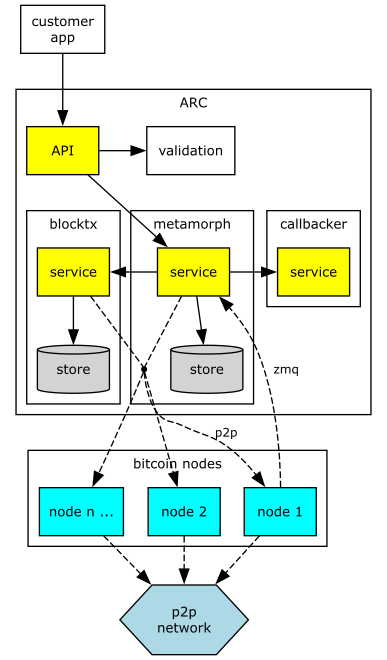 customer
app
ARC
API
validation
blocktx
metamorph
callbacker
service
service
service
store
store
zmq
p2p
bitcoin nodes
node n ...
node 2
node 1
p2p
network